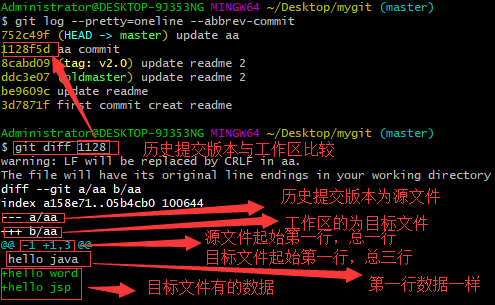 Administrator@DESKTOP-9J353NG MINGW64 ~/Desktop/mygit (master)
$ git log --pretty=oneline --abbrev-commit
752c49f (HEAD -> master) update aa
1128f5d aa commit
8cabd09 (tag: v2.0) update readme 2
ddc3e07 (oldmaster) update readme 2
be9609c update readme
3d7871f first commit creat readme
Administrator@DESKTOP-9J353NG MINGW64 ~/Desktop/mygit (master)
$ git diff 1128 历史提交版本与工作区比较
warning: LF will be replaced by CRLF in aa.
The file will have its original line endings in your working directory
diff --git a/aa b/aa
index a158e71..05b4cb0 100644 历史提交版本为源文件
--- a/aa
+++ b/aa 工作区的为目标文件
@@ -1 +1,3 @@ 源文件起始第一行，总一行
hello java 目标文件起始第一行，总三行
+hello word 第一行数据一样
+hello jsp 目标文件有的数据